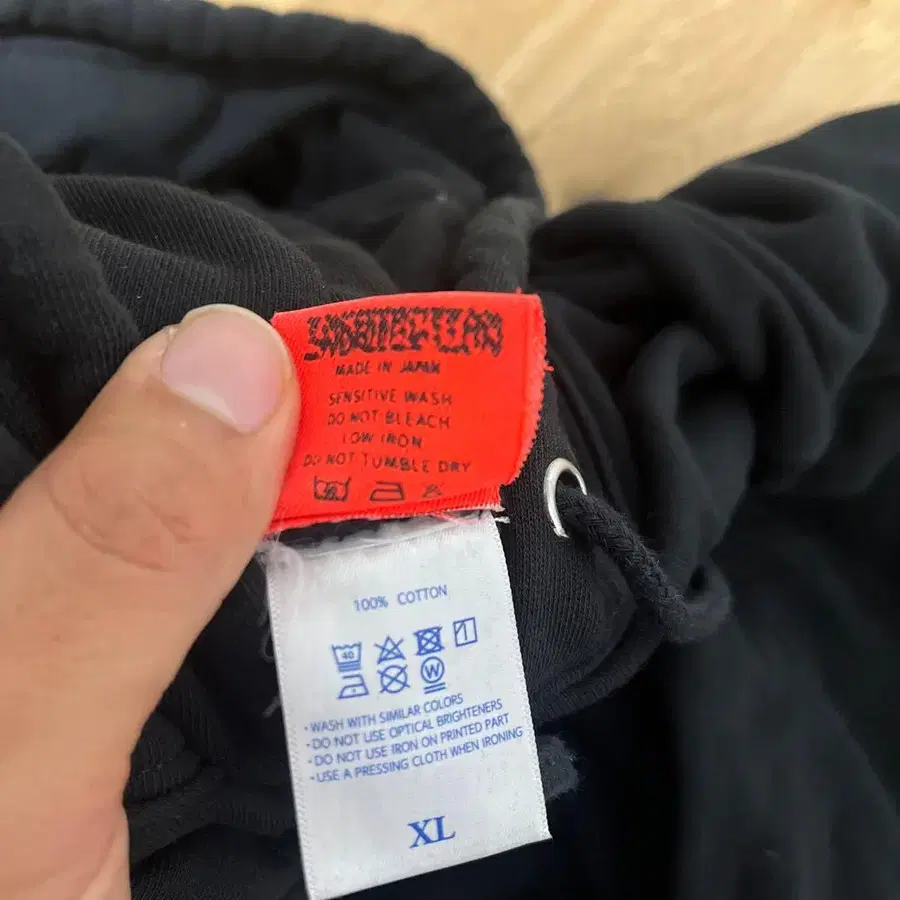 MADE IN JAPAN
SENSITIVE WASH
DO NOT BLEACH
LOW IRON
DO NOT TUMBLE DRY
100% COTTON
40
W
• WASH WITH SIMILAR COLORS
• DO NOT USE OPTICAL BRIGHTENERS
• DO NOT USE IRON ON PRINTED PART
• USE A PRESSING CLOTH WHEN IRONING
XL